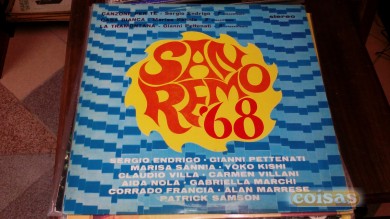 CANZONE PER TE - Sergio Endrigo
stereo
LA TRAMONTANA - Gianni Pettenati
SAN
REMO
'68
SERGIO ENDRIGO • GIANNI PETTENATI
MARISA SANNIA • YOKO KISHI
CLAUDIO VILLA • CARMEN VILLANI
AIDA NOLA • GABRIELLA MARCHI
CORRADO FRANCIA • ALAN MARRESE
PATRICK SAMSON
coisas